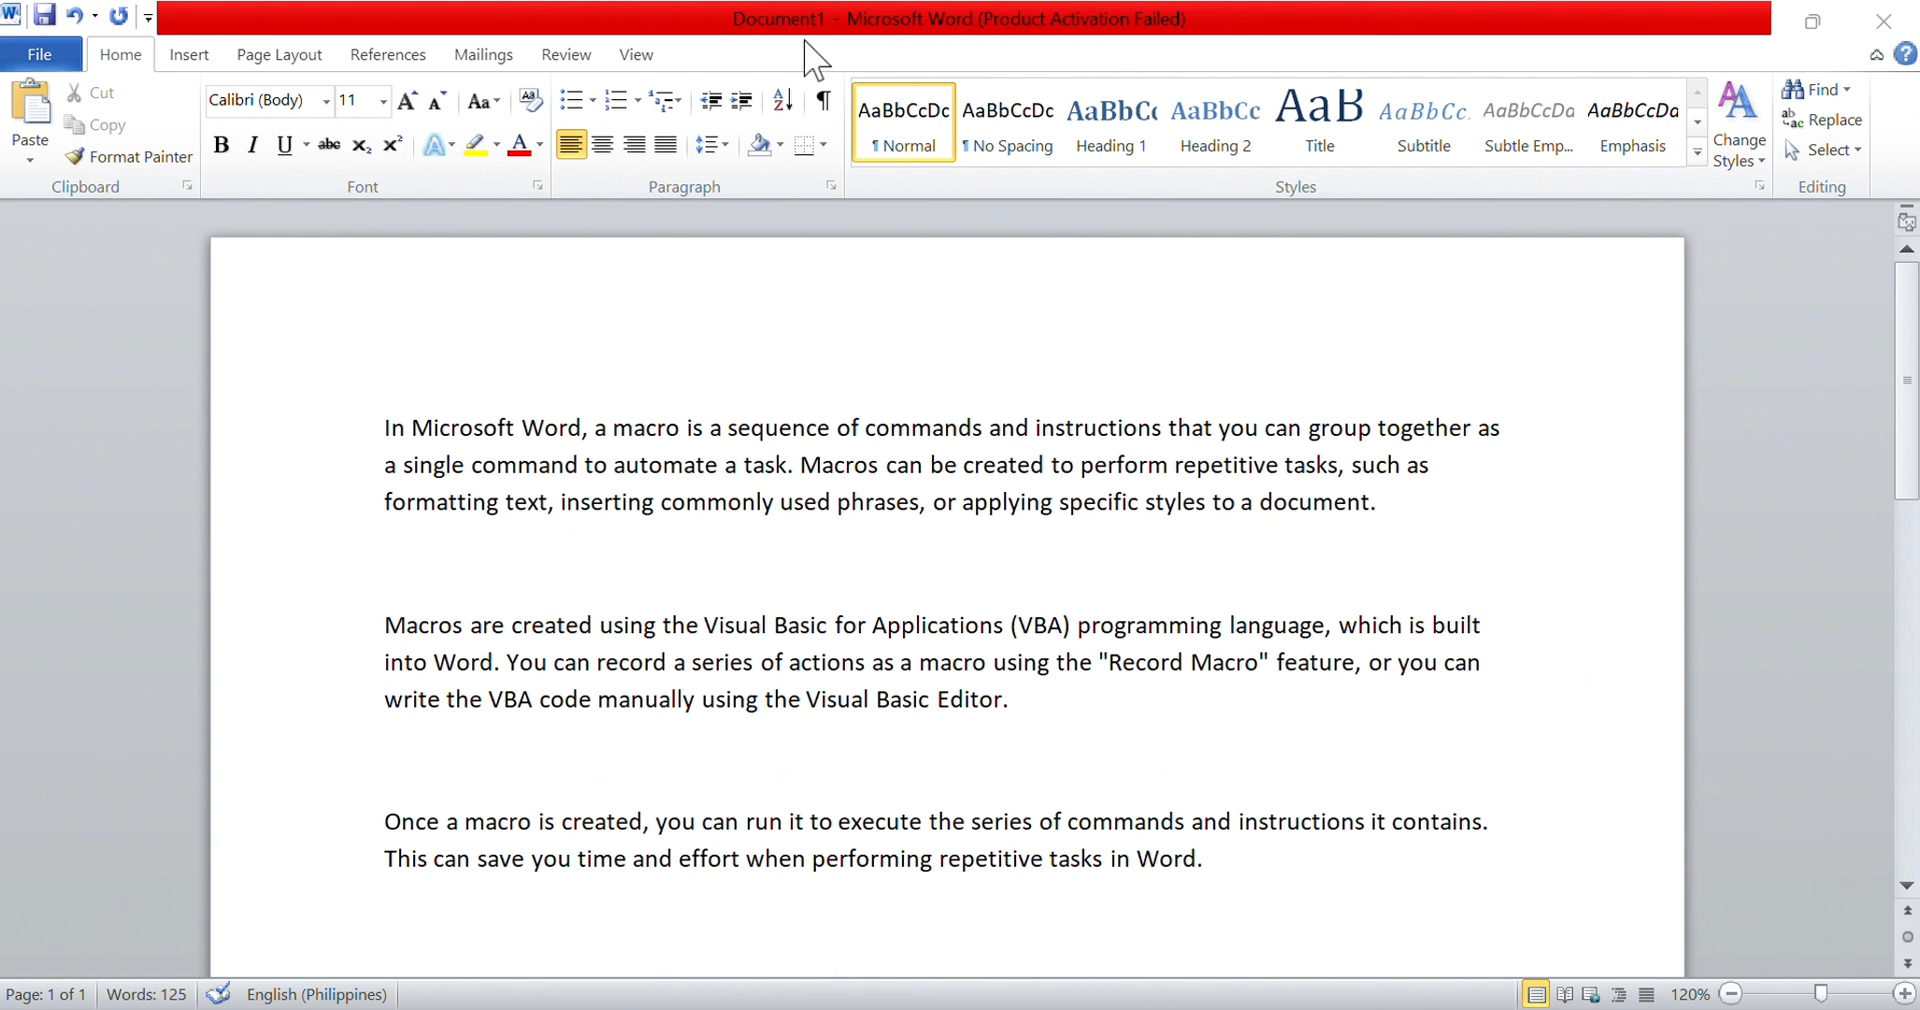 Document1 - Microsoft Word (Product Activation Failed)
File Home Insert Page Layout References Mailings Review View
Paste
Cut
Copy
Format Painter
Clipboard
Calibri (Body) 11
Aa
B I U abc X₂ X² A A
Font
Paragraph
AaBbCcDc AaBbCcDc AaBbCc AaBbCc AaB AaBbCc. AaBbCcDa AaBbCcDa
¶ Normal ¶ No Spacing Heading 1 Heading 2 Title Subtitle Subtle Emp... Emphasis
Styles
Change
Styles
Find
Replace
Select
Editing
In Microsoft Word, a macro is a sequence of commands and instructions that you can group together as
a single command to automate a task. Macros can be created to perform repetitive tasks, such as
formatting text, inserting commonly used phrases, or applying specific styles to a document.
Macros are created using the Visual Basic for Applications (VBA) programming language, which is built
into Word. You can record a series of actions as a macro using the "Record Macro" feature, or you can
write the VBA code manually using the Visual Basic Editor.
Once a macro is created, you can run it to execute the series of commands and instructions it contains.
This can save you time and effort when performing repetitive tasks in Word.
Page: 1 of 1 Words: 125 English (Philippines) 120%